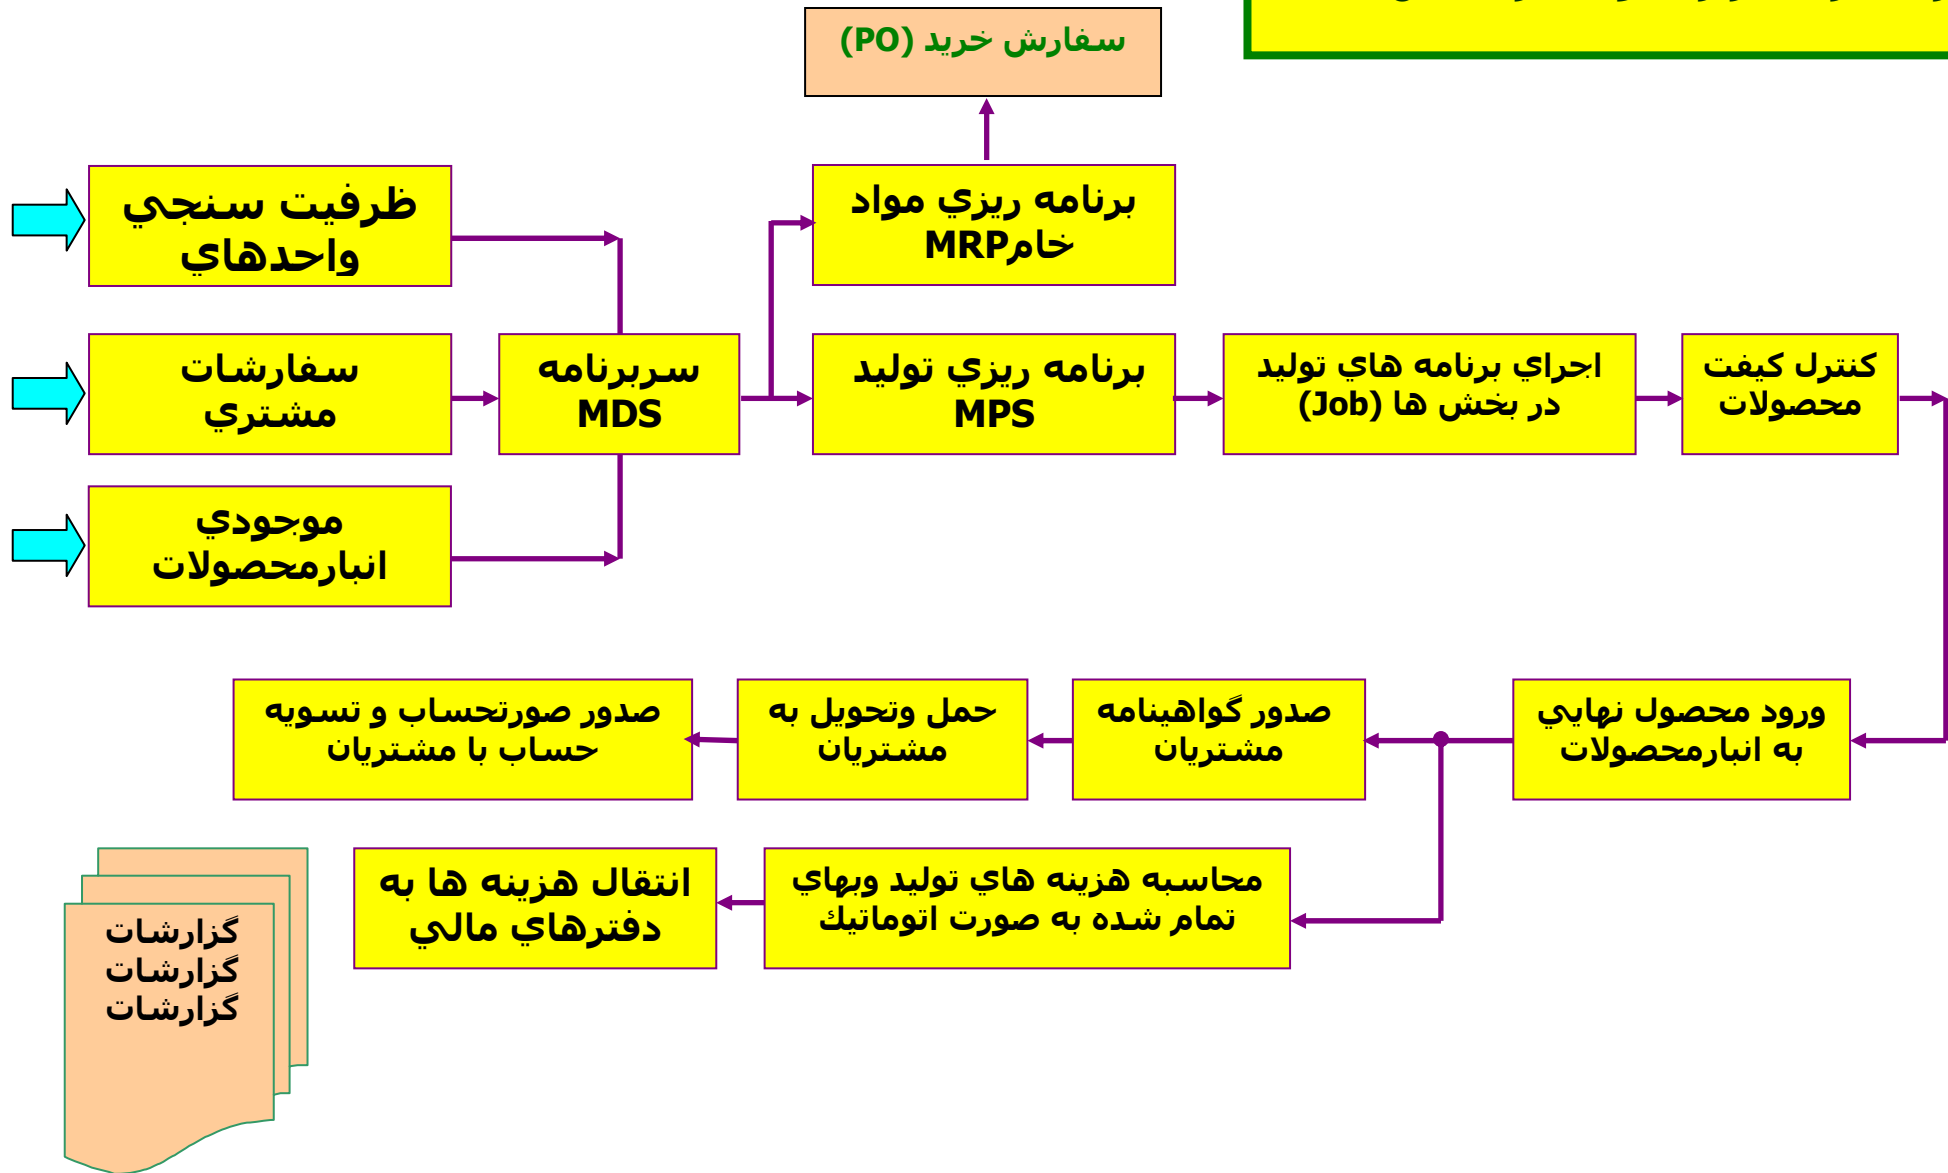 سفارش خريد (PO)
ظرفيت سنجي
واحدهاي
برنامه ريزي مواد
خامMRP
سفارشات
مشتري
سربرنامه
MDS
برنامه ريزي توليد
MPS
اجراي برنامه هاي توليد
در بخش ها (Job)
كنترل كيفت
محصولات
موجودي
انبارمحصولات
ورود محصول نهايي
به انبارمحصولات
صدور گواهينامه
مشتريان
حمل وتحويل به
مشتريان
صدور صورتحساب و تسويه
حساب با مشتريان
محاسبه هزينه هاي توليد وبهاي
تمام شده به صورت اتوماتيك
انتقال هزينه ها به
دفترهاي مالي
گزارشات
گزارشات
گزارشات